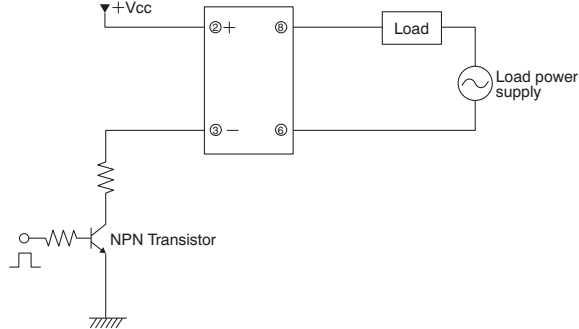 +Vcc
② + ⑧
Load
Load power
supply
③ − ⑥
NPN Transistor